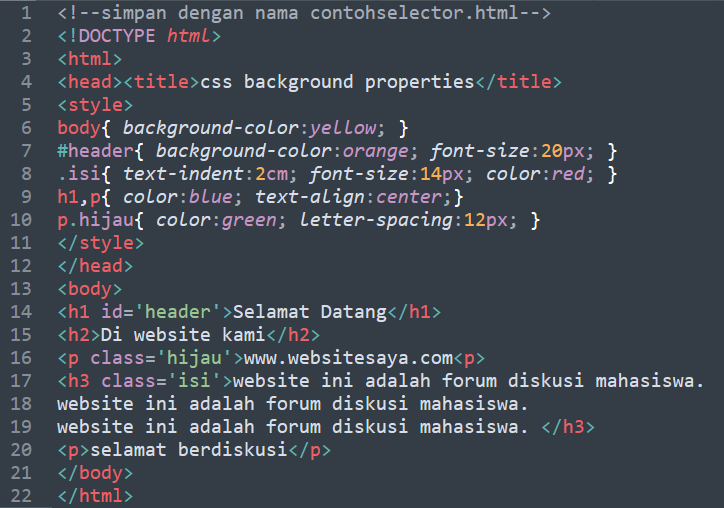 1 <!--simpan dengan nama contohselector.html-->
2 <!DOCTYPE html>
3 <html>
4 <head><title>css background properties</title>
5 <style>
6 body{ background-color:yellow; }
7 #header{ background-color:orange; font-size:20px; }
8 .isi{ text-indent:2cm; font-size:14px; color:red; }
9 h1,p{ color:blue; text-align:center;}
10 p.hijau{ color:green; letter-spacing:12px; }
11 </style>
12 </head>
13 <body>
14 <h1 id='header'>Selamat Datang</h1>
15 <h2>Di website kami</h2>
16 <p class='hijau'>www.websitesaya.com<p>
17 <h3 class='isi'>website ini adalah forum diskusi mahasiswa.
18 website ini adalah forum diskusi mahasiswa.
19 website ini adalah forum diskusi mahasiswa. </h3>
20 <p>selamat berdiskusi</p>
21 </body>
22 </html>